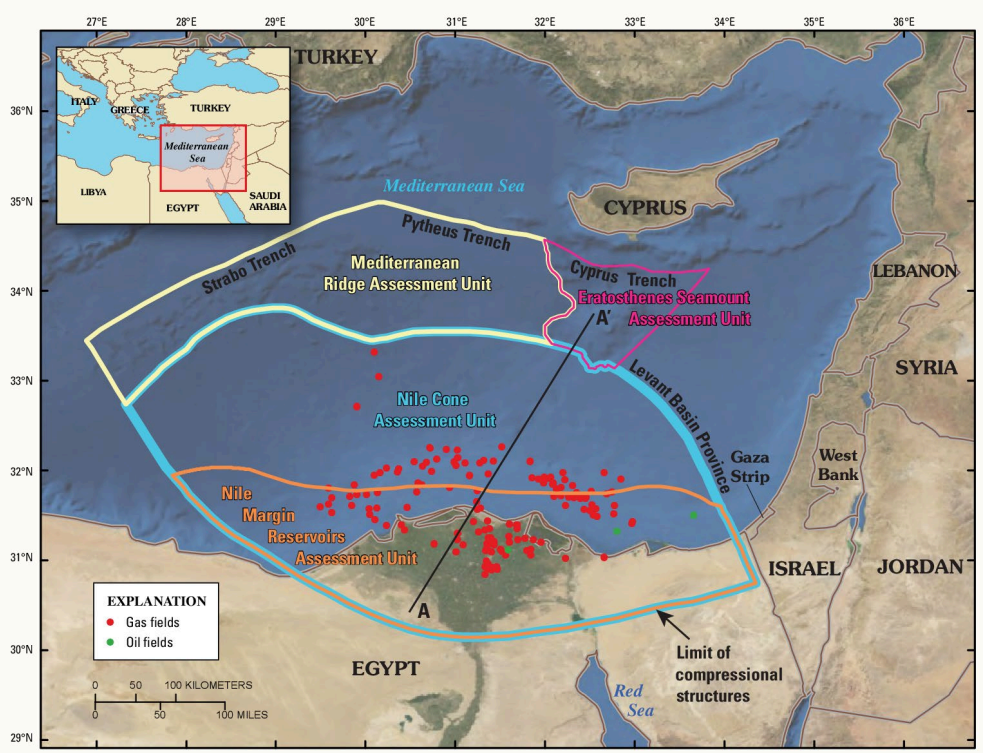 27°E 28°E 29°E 30°E 31°E 32°E 33°E 34°E 35°E 36°E
36°N
35°N
34°N
33°N
32°N
31°N
30°N
29°N
ITALY
GREECE
TURKEY
Mediterranean
Sea
LIBYA
EGYPT
SAUDI
ARABIA
TURKEY
Mediterranean Sea
CYPRUS
Strabo Trench
Pytheus Trench
Cyprus Trench
Mediterranean
Ridge Assessment Unit
Eratosthenes Seamount
Assessment Unit
A'
LEBANON
SYRIA
Levant Basin Province
Nile Cone
Assessment Unit
Gaza
Strip
West
Bank
Nile
Margin
Reservoirs
Assessment Unit
ISRAEL
JORDAN
A
EXPLANATION
Gas fields
Oil fields
EGYPT
Limit of
compressional
structures
Red
Sea
0 50 100 KILOMETERS
0 50 100 MILES